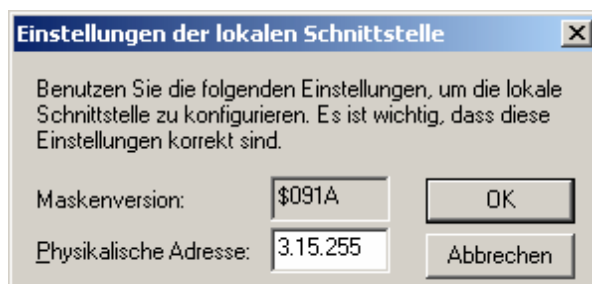 Einstellungen der lokalen Schnittstelle
Benutzen Sie die folgenden Einstellungen, um die lokale
Schnittstelle zu konfigurieren. Es ist wichtig, dass diese
Einstellungen korrekt sind.
Maskenversion: $091A OK
Physikalische Adresse: 3.15.255 Abbrechen